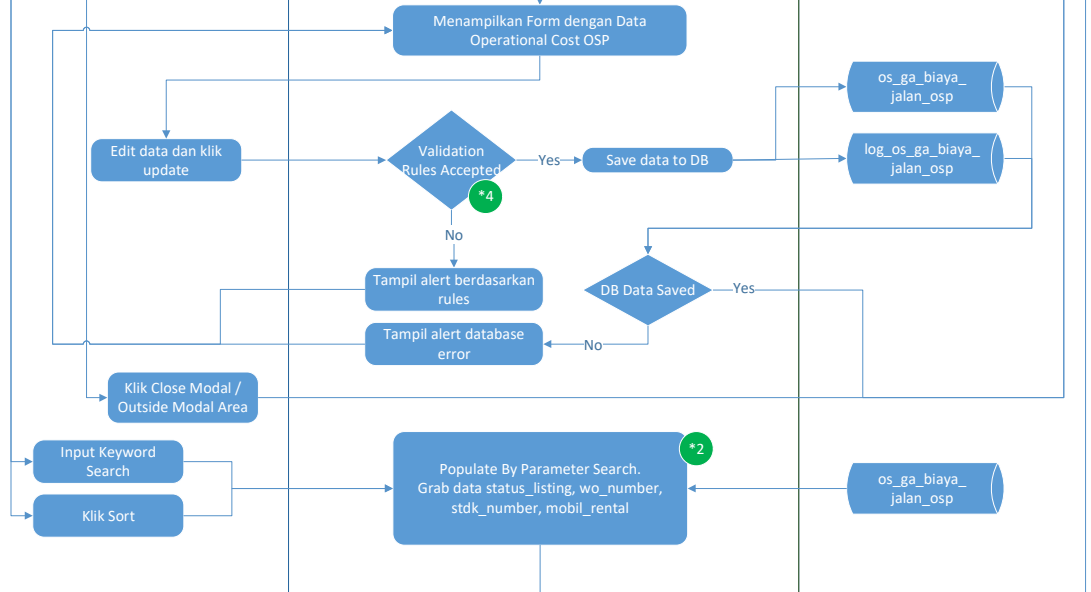 Menampilkan Form dengan Data
Operational Cost OSP
os_ga_biaya_
jalan_osp
Edit data dan klik
update
Validation
Rules Accepted
*4
Yes
Save data to DB
log_os_ga_biaya_
jalan_osp
No
Tampil alert berdasarkan
rules
DB Data Saved
Yes
Tampil alert database
error
No
Klik Close Modal /
Outside Modal Area
Input Keyword
Search
Klik Sort
*2
Populate By Parameter Search.
Grab data status_listing, wo_number,
stdk_number, mobil_rental
os_ga_biaya_
jalan_osp